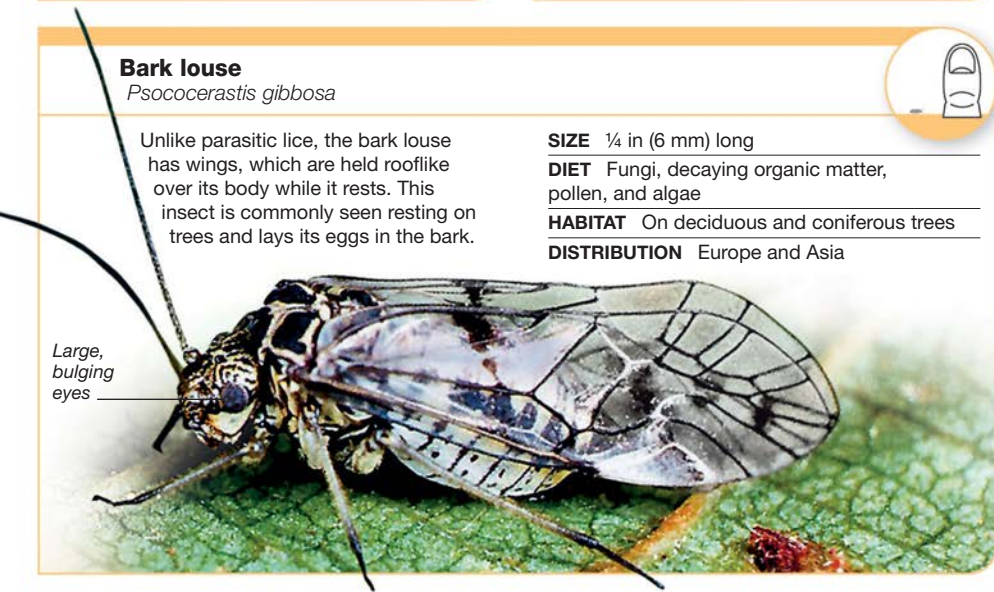 Bark louse
Psococerastis gibbosa
Unlike parasitic lice, the bark louse
has wings, which are held rooflike
over its body while it rests. This
insect is commonly seen resting on
trees and lays its eggs in the bark.
SIZE ¼ in (6 mm) long
DIET Fungi, decaying organic matter,
pollen, and algae
HABITAT On deciduous and coniferous trees
DISTRIBUTION Europe and Asia
Large,
bulging
eyes